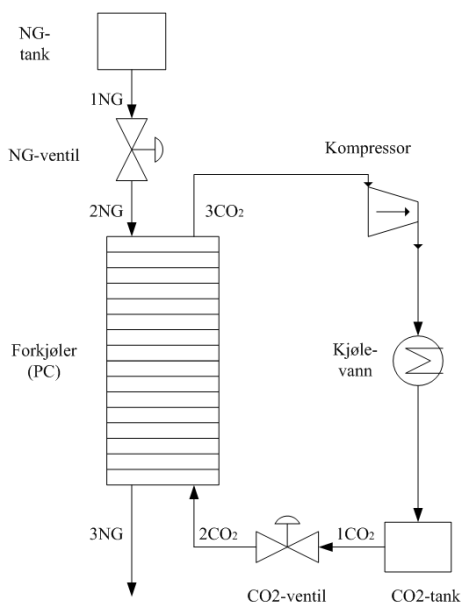 NG-
tank
1NG
NG-ventil
Kompressor
2NG
3CO₂
Forkjøler
(PC)
Kjøle-
vann
3NG
2CO₂
1CO₂
CO2-ventil
CO2-tank